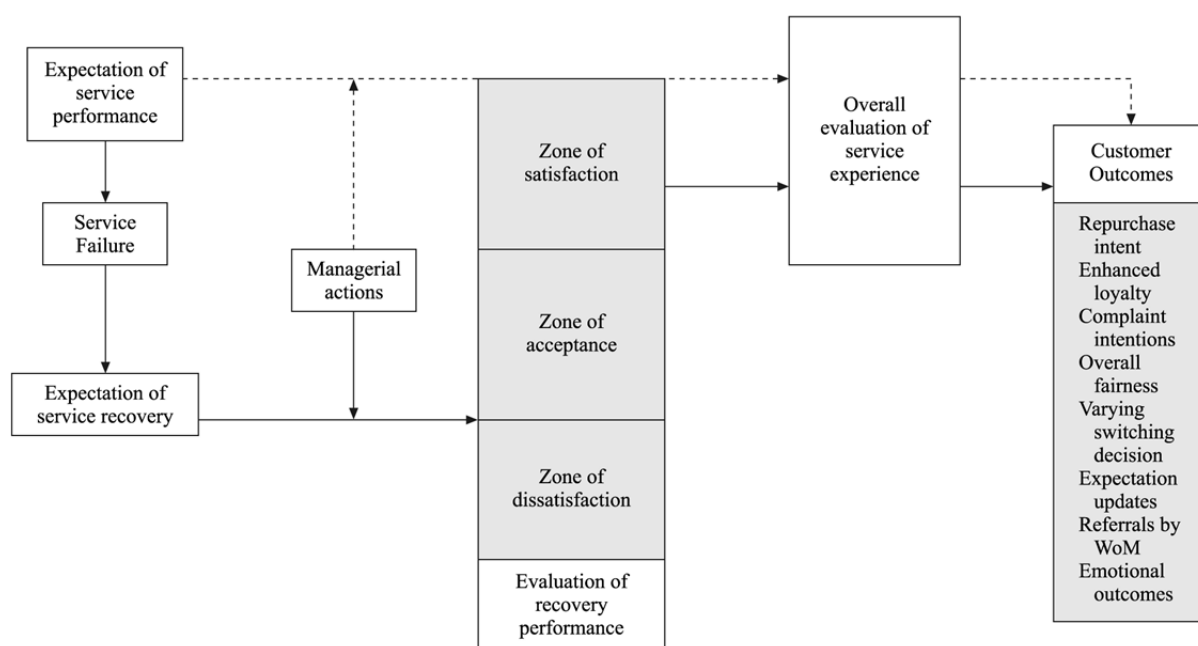 Expectation of
service
performance
Service
Failure
Expectation of
service recovery
Managerial
actions
Zone of
satisfaction
Zone of
acceptance
Zone of
dissatisfaction
Evaluation of
recovery
performance
Overall
evaluation of
service
experience
Customer
Outcomes
Repurchase
intent
Enhanced
loyalty
Complaint
intentions
Overall
fairness
Varying
switching
decision
Expectation
updates
Referrals by
WoM
Emotional
outcomes